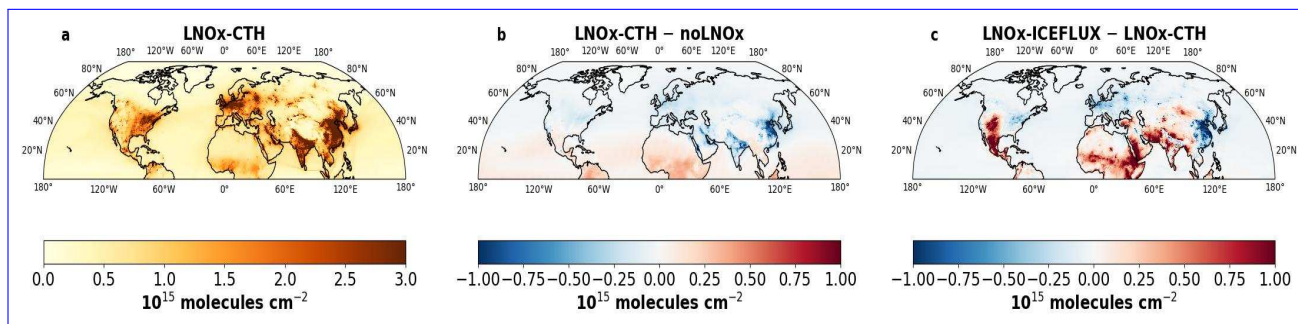 a LNOx-CTH
180° 120°W 60°W 0° 60°E 120°E 180°
80°N 80°N
60°N 60°N
40°N 40°N
20°N 20°N
180° 120°W 60°W 0° 60°E 120°E 180°
0.0 0.5 1.0 1.5 2.0 2.5 3.0
10¹⁵ molecules cm⁻²
b LNOx-CTH − noLNOx
180° 120°W 60°W 0° 60°E 120°E 180°
80°N 80°N
60°N 60°N
40°N 40°N
20°N 20°N
180° 120°W 60°W 0° 60°E 120°E 180°
−1.00 −0.75 −0.50 −0.25 0.00 0.25 0.50 0.75 1.00
10¹⁵ molecules cm⁻²
c LNOx-ICEFLUX − LNOx-CTH
180° 120°W 60°W 0° 60°E 120°E 180°
80°N 80°N
60°N 60°N
40°N 40°N
20°N 20°N
180° 120°W 60°W 0° 60°E 120°E 180°
−1.00 −0.75 −0.50 −0.25 0.00 0.25 0.50 0.75 1.00
10¹⁵ molecules cm⁻²